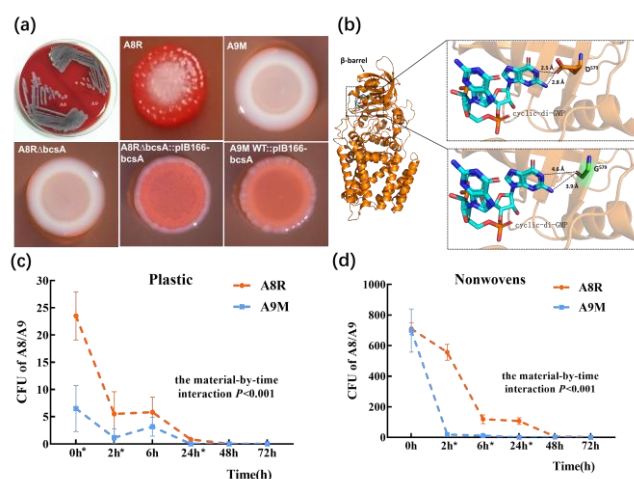 (a)
A8R
A9M
A8RΔbcsA
A8RΔbcsA::pIB166-
bcsA
A9M WT::pIB166-
bcsA
(b)
β-barrel
2.5 Å
D579
2.8 Å
cyclic-di-GMP
4.6 Å
G579
3.9 Å
cyclic-di-GMP
(c)
Plastic
CFU of A8/A9
30
25
20
15
10
5
0
A8R
A9M
the material-by-time
interaction P<0.001
0h*
2h*
6h
24h*
48h
72h
Time(h)
(d)
Nonwovens
CFU of A8/A9
1000
800
600
400
200
0
A8R
A9M
the material-by-time
interaction P<0.001
0h
2h*
6h*
24h*
48h
72h
Time(h)